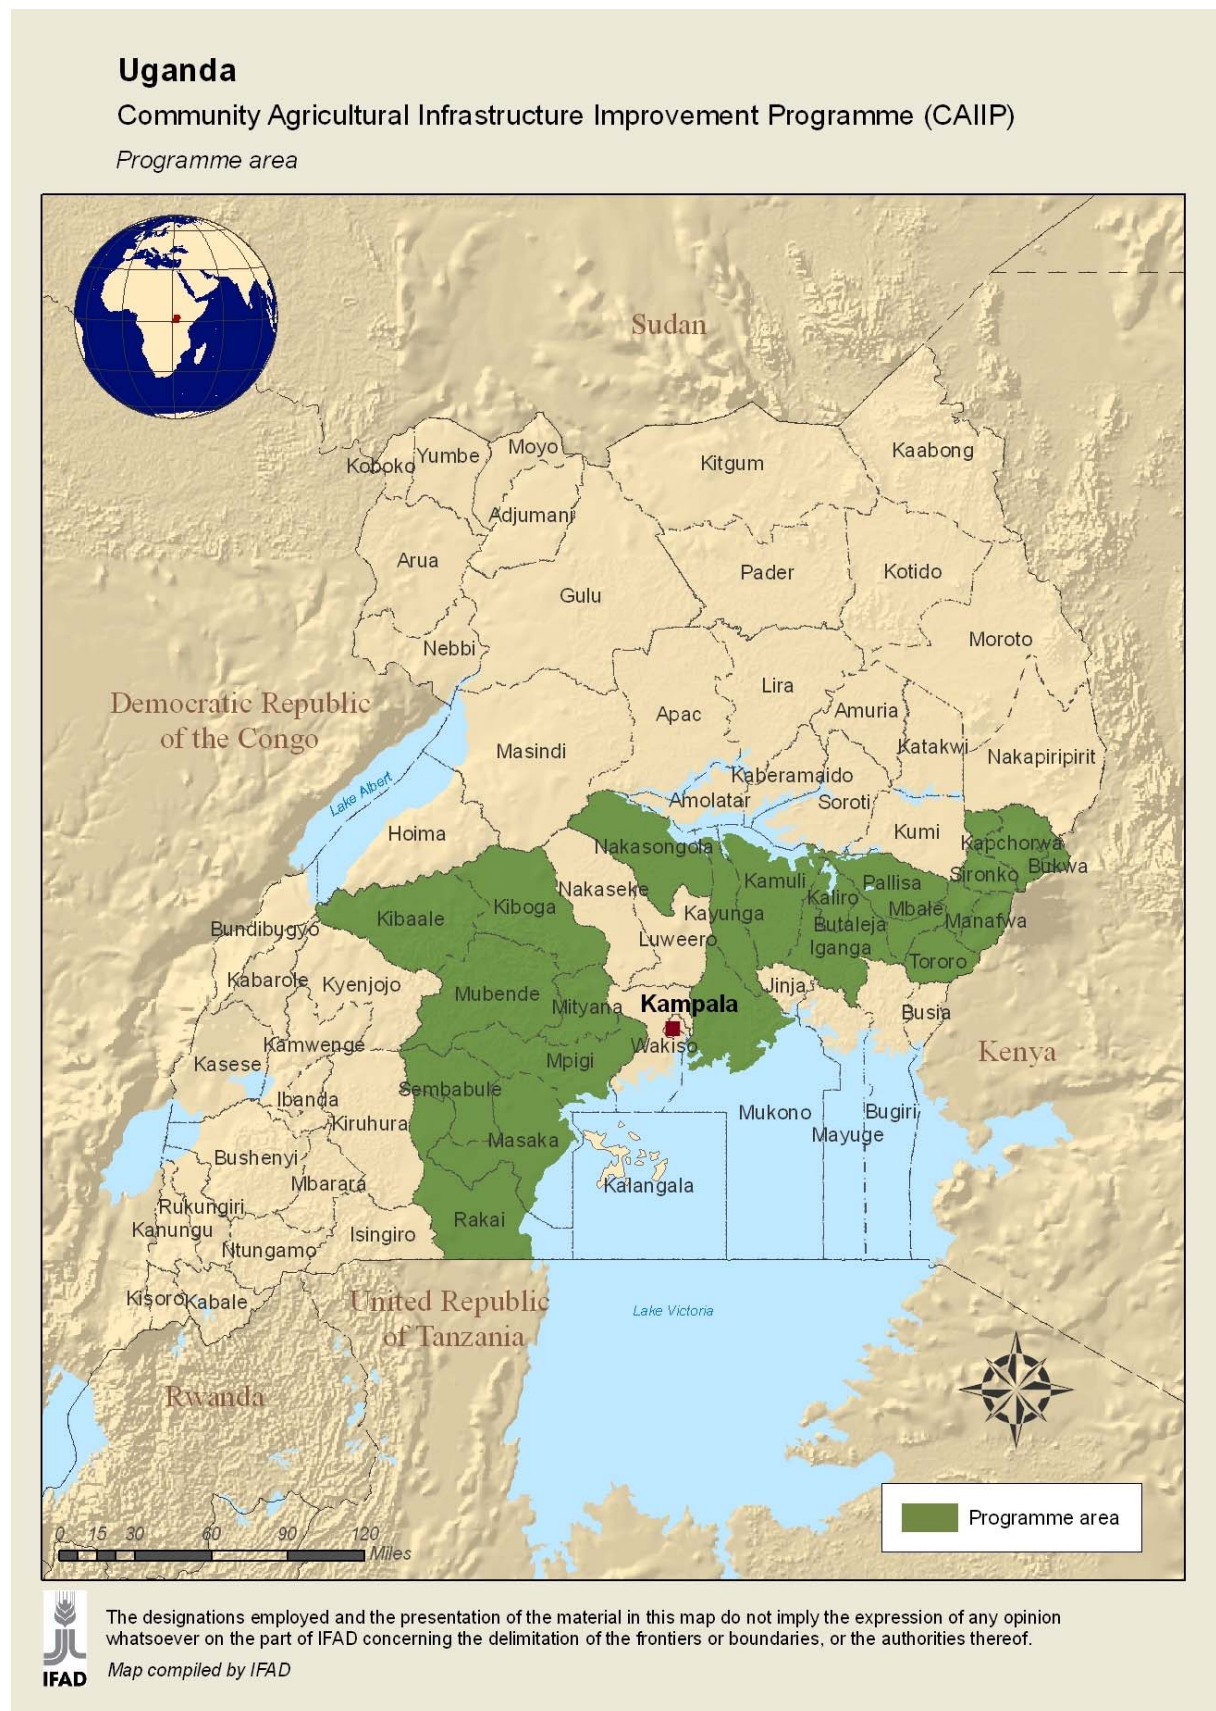 Uganda
Community Agricultural Infrastructure Improvement Programme (CAIIP)
Programme area
Sudan
Kaabong
Kitgum
Moyo
Yumbe
Koboko
Adjumani
Arua
Pader
Kotido
Gulu
Moroto
Nebbi
Lira
Democratic Republic
of the Congo
Apac
Amuria
Katakwi
Masindi
Nakapiripirit
Kaberamaido
Lake Albert
Amolatar
Soroti
Hoima
Kumi
Kapchorwa
Nakasongola
Bukwa
Sironko
Kamuli
Pallisa
Nakaseke
Kaliro
Kiboga
Mbale
Kibaale
Kayunga
Manafwa
Butaleja
Bundibugyo
Luweero
Iganga
Tororo
Kabarole
Kyenjojo
Jinja
Mubende
Mityana
Kampala
Busia
Kamwenge
Wakiso
Kenya
Kasese
Mpigi
Sembabule
Ibanda
Mukono
Bugiri
Kiruhura
Mayuge
Masaka
Bushenyi
Mbarara
Kalangala
Rukungiri
Rakai
Kanungu
Isingiro
Ntungamo
Kisoro
Kabale
United Republic
of Tanzania
Lake Victoria
Rwanda
Programme area
0 15 30 60 90 120
Miles
The designations employed and the presentation of the material in this map do not imply the expression of any opinion
whatsoever on the part of IFAD concerning the delimitation of the frontiers or boundaries, or the authorities thereof.
IFAD
Map compiled by IFAD